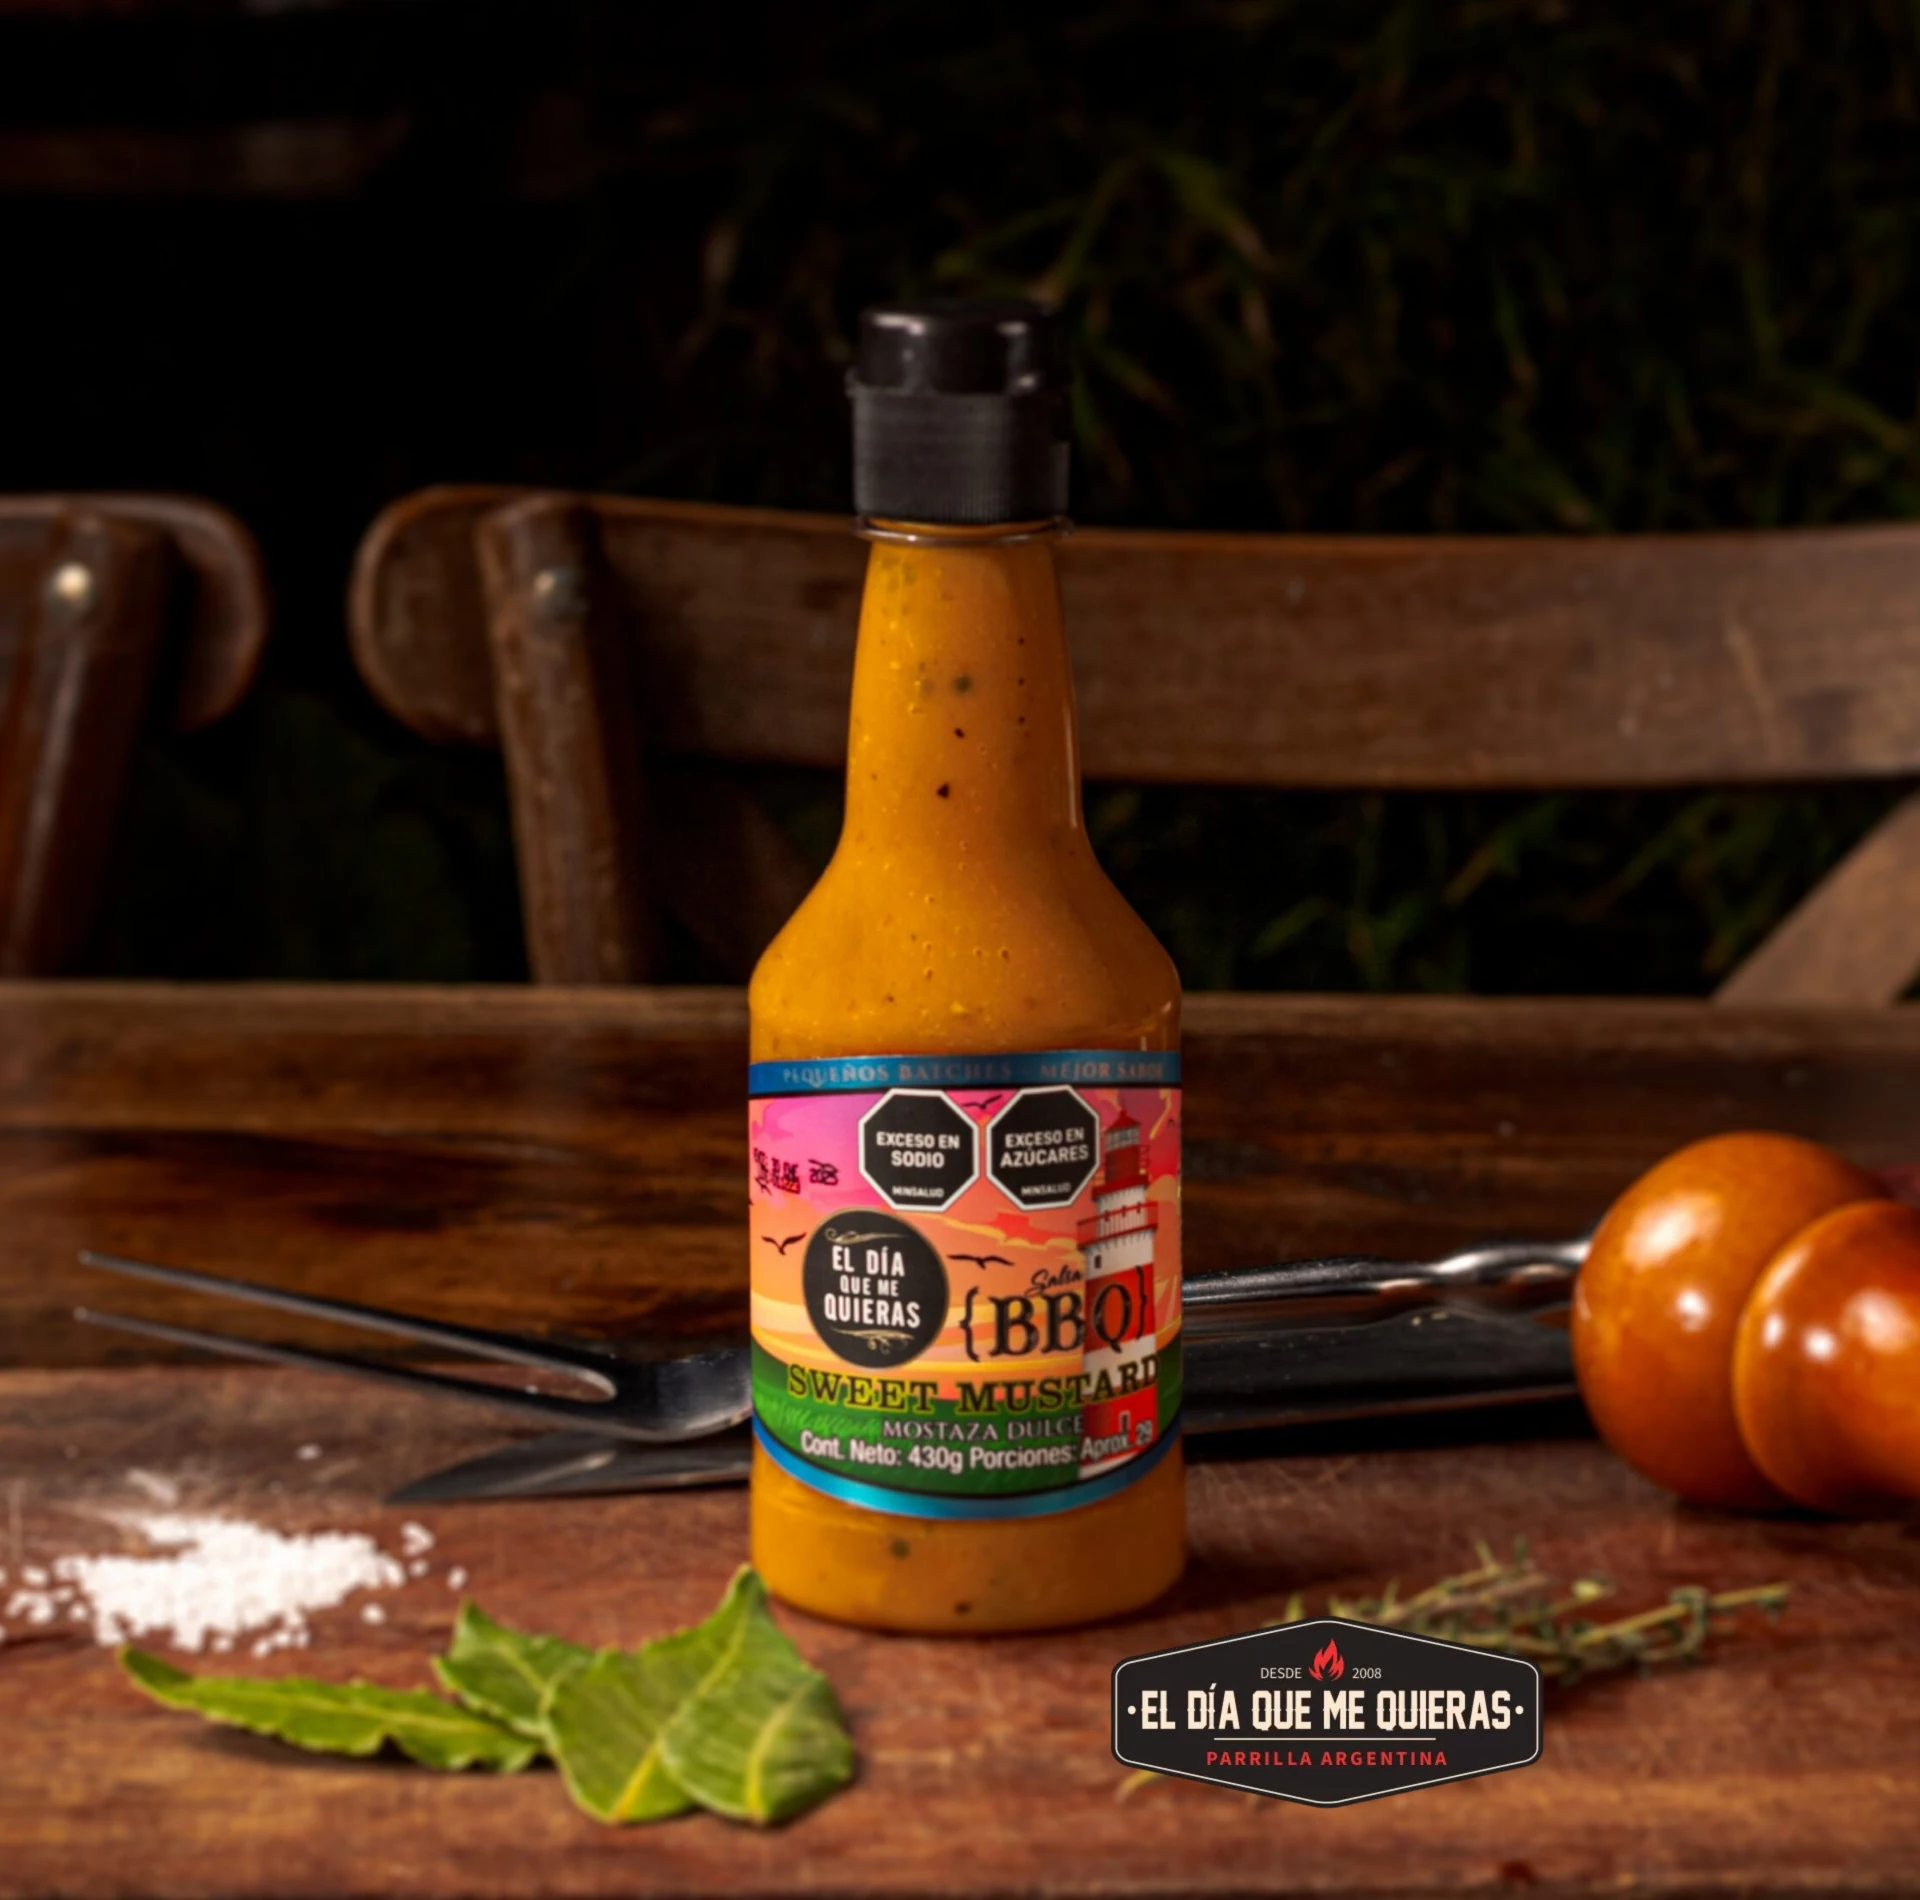 PEQUEÑOS BATCHES - MEJOR SABOR
EXCESO EN
SODIO
MINSALUD
EXCESO EN
AZÚCARES
MINSALUD
EL DÍA
QUE ME
QUIERAS
Salsa
{BBQ}
SWEET MUSTARD
MOSTAZA DULCE
Cont. Neto: 430g Porciones: Aprox. 29
DESDE 2008
•EL DÍA QUE ME QUIERAS•
PARRILLA ARGENTINA